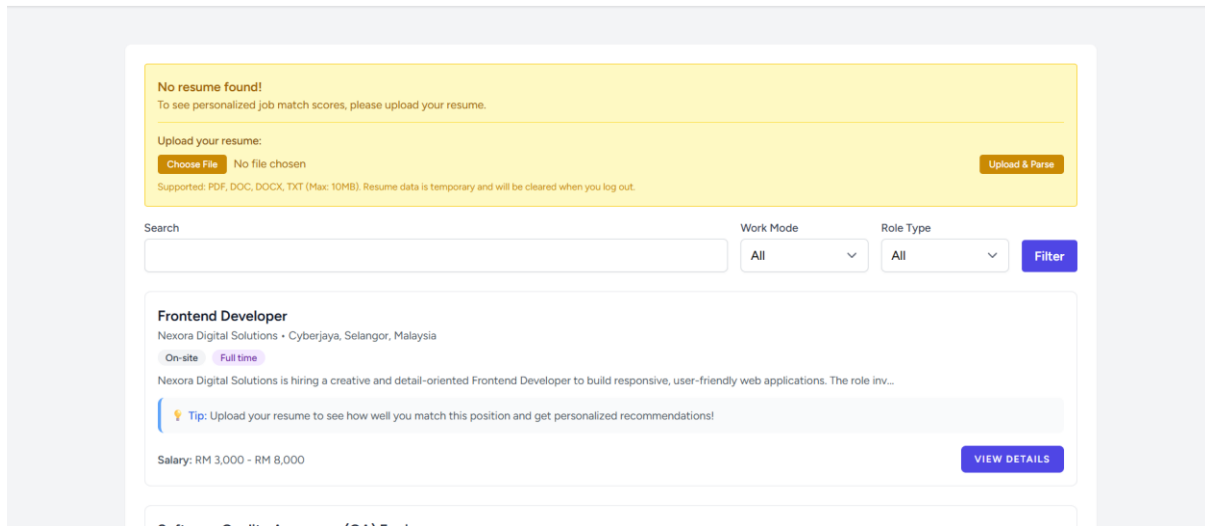 No resume found!
To see personalized job match scores, please upload your resume.
Upload your resume:
Choose File No file chosen
Upload & Parse
Supported: PDF, DOC, DOCX, TXT (Max: 10MB). Resume data is temporary and will be cleared when you log out.
Search
Work Mode
Role Type
All
All
Filter
Frontend Developer
Nexora Digital Solutions • Cyberjaya, Selangor, Malaysia
On-site Full time
Nexora Digital Solutions is hiring a creative and detail-oriented Frontend Developer to build responsive, user-friendly web applications. The role inv...
💡 Tip: Upload your resume to see how well you match this position and get personalized recommendations!
Salary: RM 3,000 - RM 8,000
VIEW DETAILS